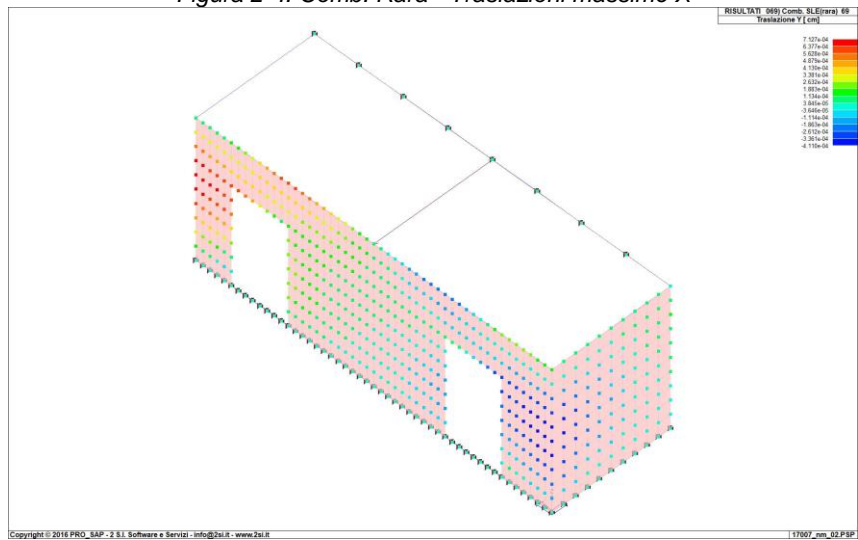 Figura 2-4: Comb. Rara - Traslazioni massimo X
RISULTATI 069) Comb. SLE(rara) 69
Traslazione Y [ cm]
7.127e-04
6.377e-04
5.628e-04
4.879e-04
4.130e-04
3.381e-04
2.632e-04
1.883e-04
1.134e-04
3.845e-05
-3.646e-05
-1.114e-04
-1.863e-04
-2.612e-04
-3.361e-04
-4.110e-04
Copyright © 2016 PRO_SAP - 2 S.I. Software e Servizi - info@2si.it - www.2si.it
17007_nm_02.PSP